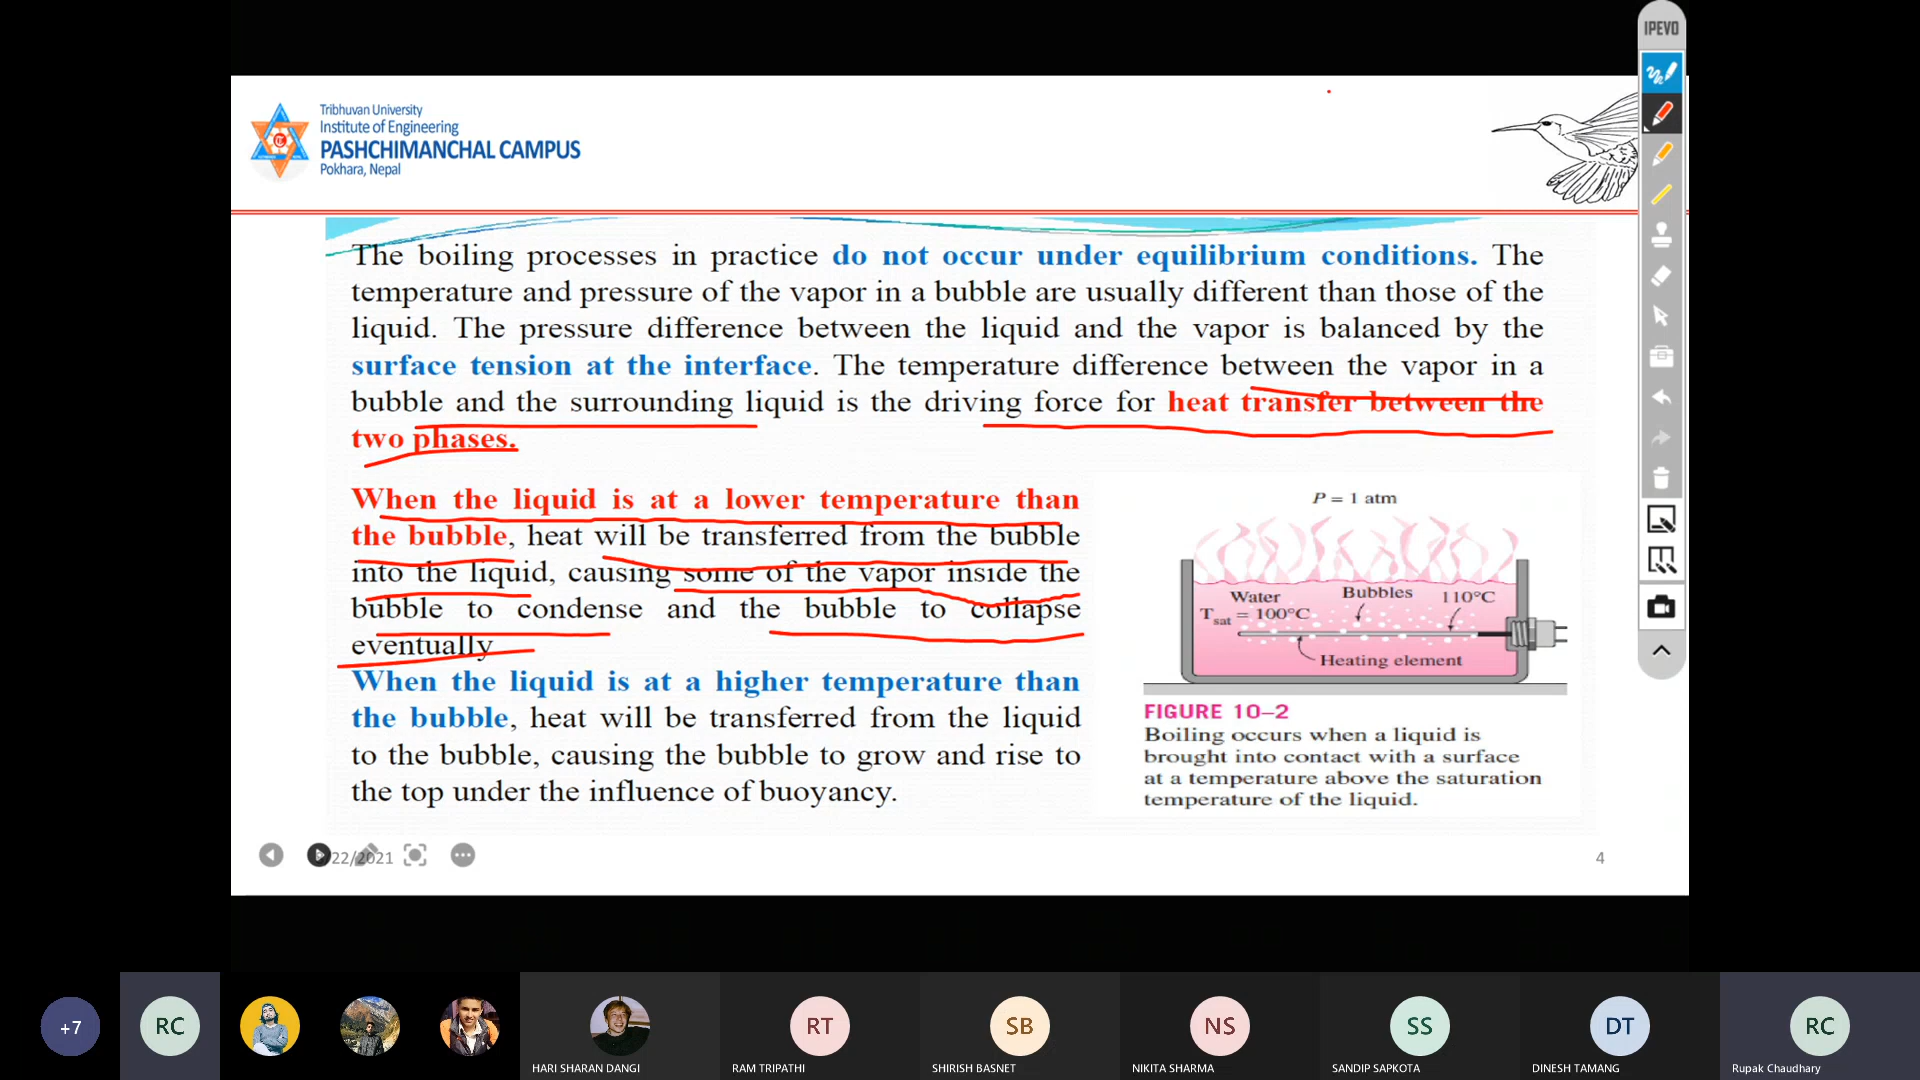 IPEVO
Tribhuvan University
Institute of Engineering
PASHCHIMANCHAL CAMPUS
Pokhara, Nepal
The boiling processes in practice do not occur under equilibrium conditions. The
temperature and pressure of the vapor in a bubble are usually different than those of the
liquid. The pressure difference between the liquid and the vapor is balanced by the
surface tension at the interface. The temperature difference between the vapor in a
bubble and the surrounding liquid is the driving force for heat transfer between the
two phases.
When the liquid is at a lower temperature than
the bubble, heat will be transferred from the bubble
into the liquid, causing some of the vapor inside the
bubble to condense and the bubble to collapse
eventually
When the liquid is at a higher temperature than
the bubble, heat will be transferred from the liquid
to the bubble, causing the bubble to grow and rise to
the top under the influence of buoyancy.
P = 1 atm
Water
Bubbles
110°C
Tsat = 100°C
Heating element
FIGURE 10–2
Boiling occurs when a liquid is
brought into contact with a surface
at a temperature above the saturation
temperature of the liquid.
22/2021
4
+7
RC
RT
SB
NS
SS
DT
RC
HARI SHARAN DANGI
RAM TRIPATHI
SHIRISH BASNET
NIKITA SHARMA
SANDIP SAPKOTA
DINESH TAMANG
Rupak Chaudhary